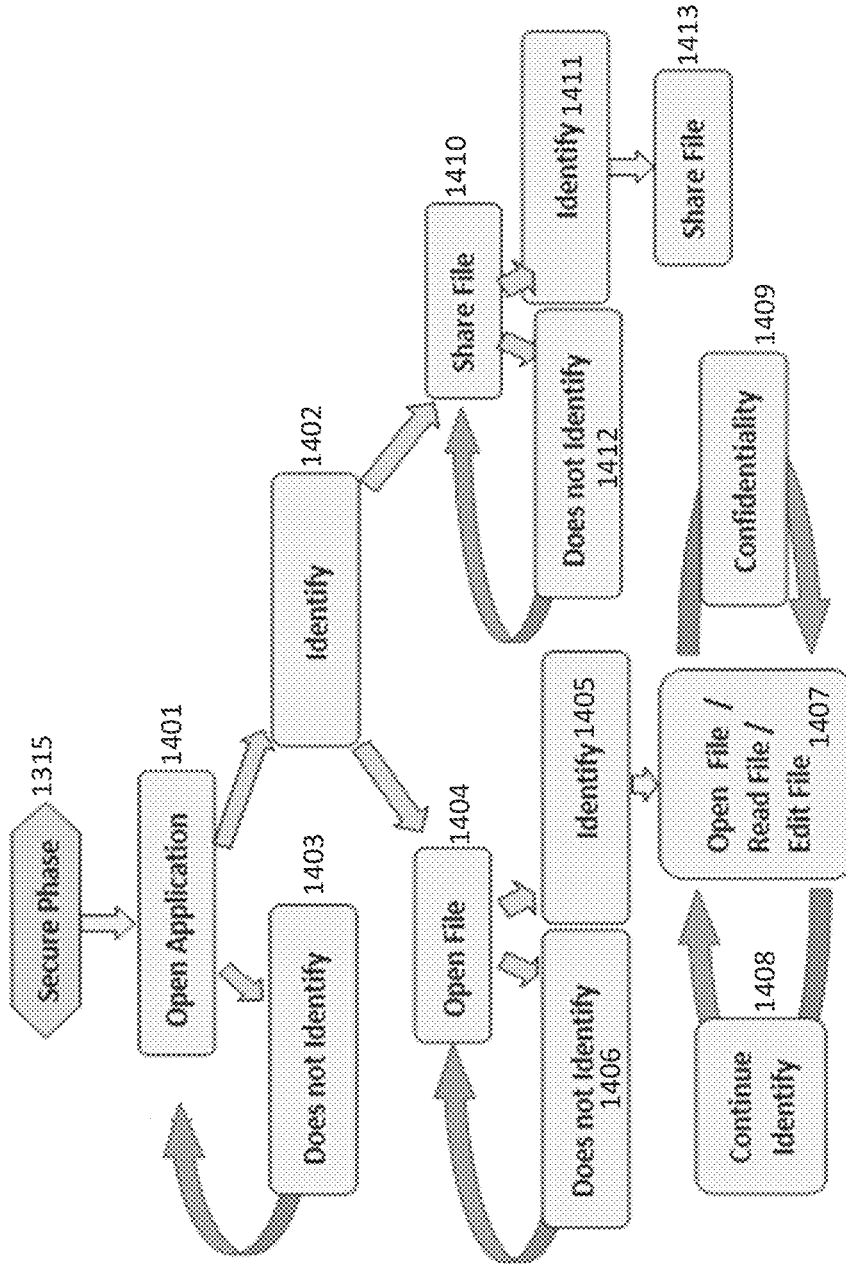 1315
Secure Phase
1401
Open Application
1402
Identify
1403
Does not Identify
1404
Open File
Identify 1405
Does not Identify
1406
Open File /
Read File /
Edit File
1407
1408
Continue
Identify
1409
Confidentiality
1410
Share File
Identify 1411
Does not Identify
1412
1413
Share File